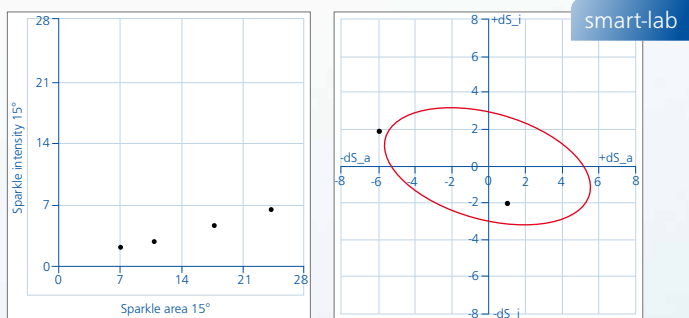 smart-lab
28
21
14
7
0
0 7 14 21 28
Sparkle intensity 15°
Sparkle area 15°
+dS_i
8
6
4
2
0
-2
-4
-6
-8
-dS_a
+dS_a
-8 -6 -4 -2 0 2 4 6 8
-dS_i